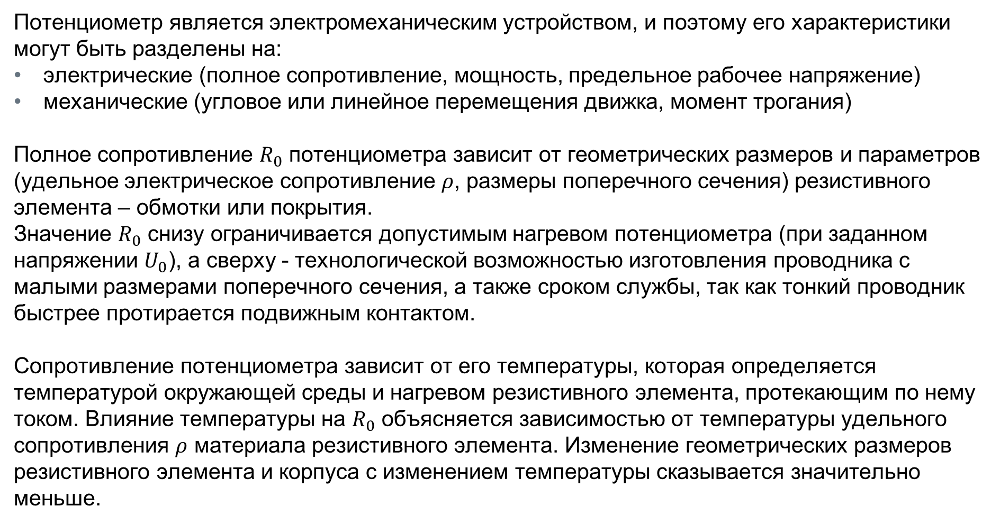 Потенциометр является электромеханическим устройством, и поэтому его характеристики
могут быть разделены на:
• электрические (полное сопротивление, мощность, предельное рабочее напряжение)
• механические (угловое или линейное перемещения движка, момент трогания)
Полное сопротивление R₀ потенциометра зависит от геометрических размеров и параметров
(удельное электрическое сопротивление ρ, размеры поперечного сечения) резистивного
элемента – обмотки или покрытия.
Значение R₀ снизу ограничивается допустимым нагревом потенциометра (при заданном
напряжении U₀), а сверху - технологической возможностью изготовления проводника с
малыми размерами поперечного сечения, а также сроком службы, так как тонкий проводник
быстрее протирается подвижным контактом.
Сопротивление потенциометра зависит от его температуры, которая определяется
температурой окружающей среды и нагревом резистивного элемента, протекающим по нему
током. Влияние температуры на R₀ объясняется зависимостью от температуры удельного
сопротивления ρ материала резистивного элемента. Изменение геометрических размеров
резистивного элемента и корпуса с изменением температуры сказывается значительно
меньше.